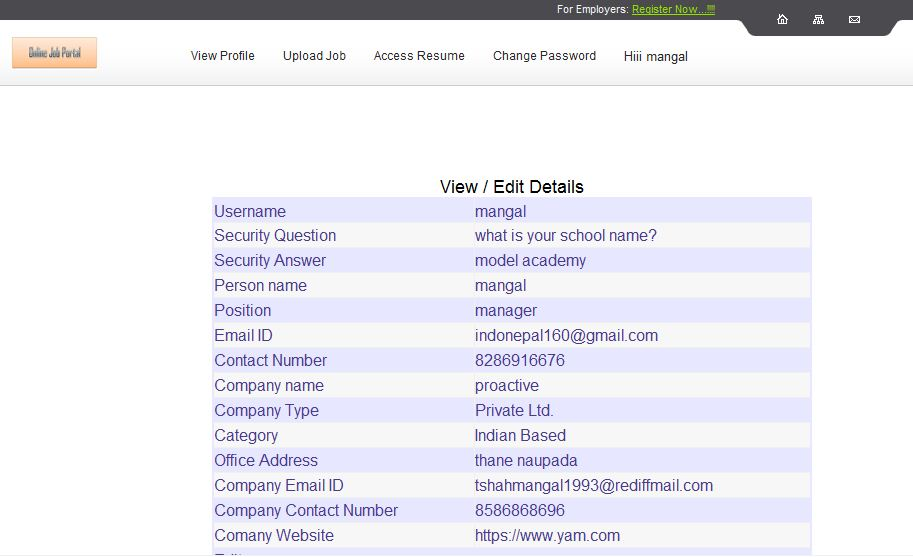 For Employers: Register Now...!!!!
Online Job Portal
View Profile Upload Job Access Resume Change Password Hiii mangal
View / Edit Details
Username mangal
Security Question what is your school name?
Security Answer model academy
Person name mangal
Position manager
Email ID indonepal160@gmail.com
Contact Number 8286916676
Company name proactive
Company Type Private Ltd.
Category Indian Based
Office Address thane naupada
Company Email ID tshahmangal1993@rediffmail.com
Company Contact Number 8586868696
Comany Website https://www.yam.com